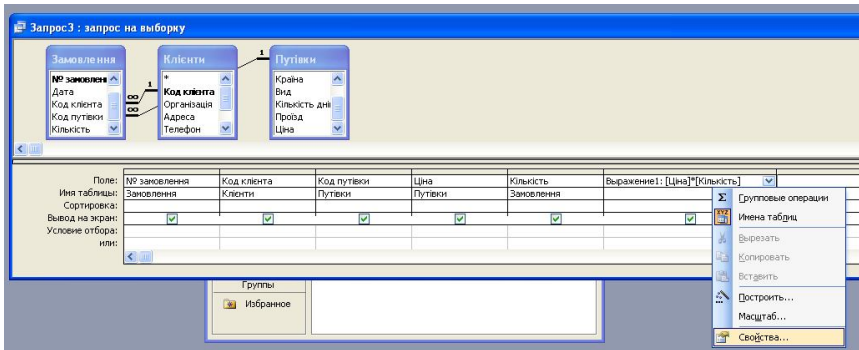 Запрос3 : запрос на выборку
Замовлення
Клієнти
Путівки
№ замовленн
Дата
Код клієнта
Код путівки
Кількість
*
Код клієнта
Організація
Адреса
Телефон
Країна
Вид
Кількість дні
Проїзд
Ціна
1
∞
∞
1
Поле: № замовлення Код клієнта Код путівки Ціна Кількість Выражение1: [Ціна]*[Кількість]
Имя таблицы: Замовлення Клієнти Путівки Путівки Замовлення
Сортировка:
Вывод на экран:
Условие отбора:
или:
Σ Групповые операции
XYZ Имена таблиц
Вырезать
Копировать
Вставить
Построить...
Масштаб...
Свойства...
Группы
Избранное